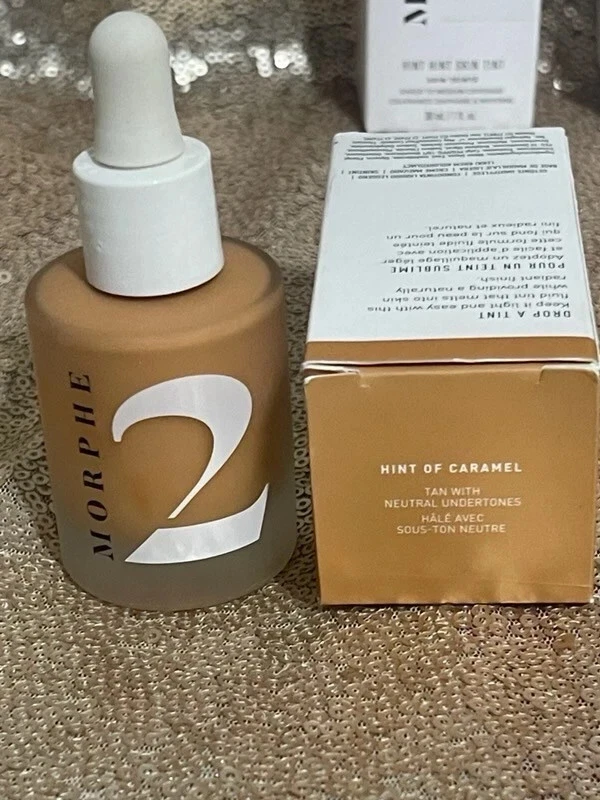 MORPHE
2
HINT HINT SKIN TINT
DROP A TINT
Keep it light and easy with this
fluid tint that melts into skin
while providing a naturally
radiant finish.
POUR UN TEINT SUBLIME
Adoptez un maquillage léger
et facile d'application avec
cette formule fluide teintée
qui fond sur la peau pour un
fini radieux et naturel.
HINT OF CARAMEL
TAN WITH
NEUTRAL UNDERTONES
HÂLÉ AVEC
SOUS-TON NEUTRE